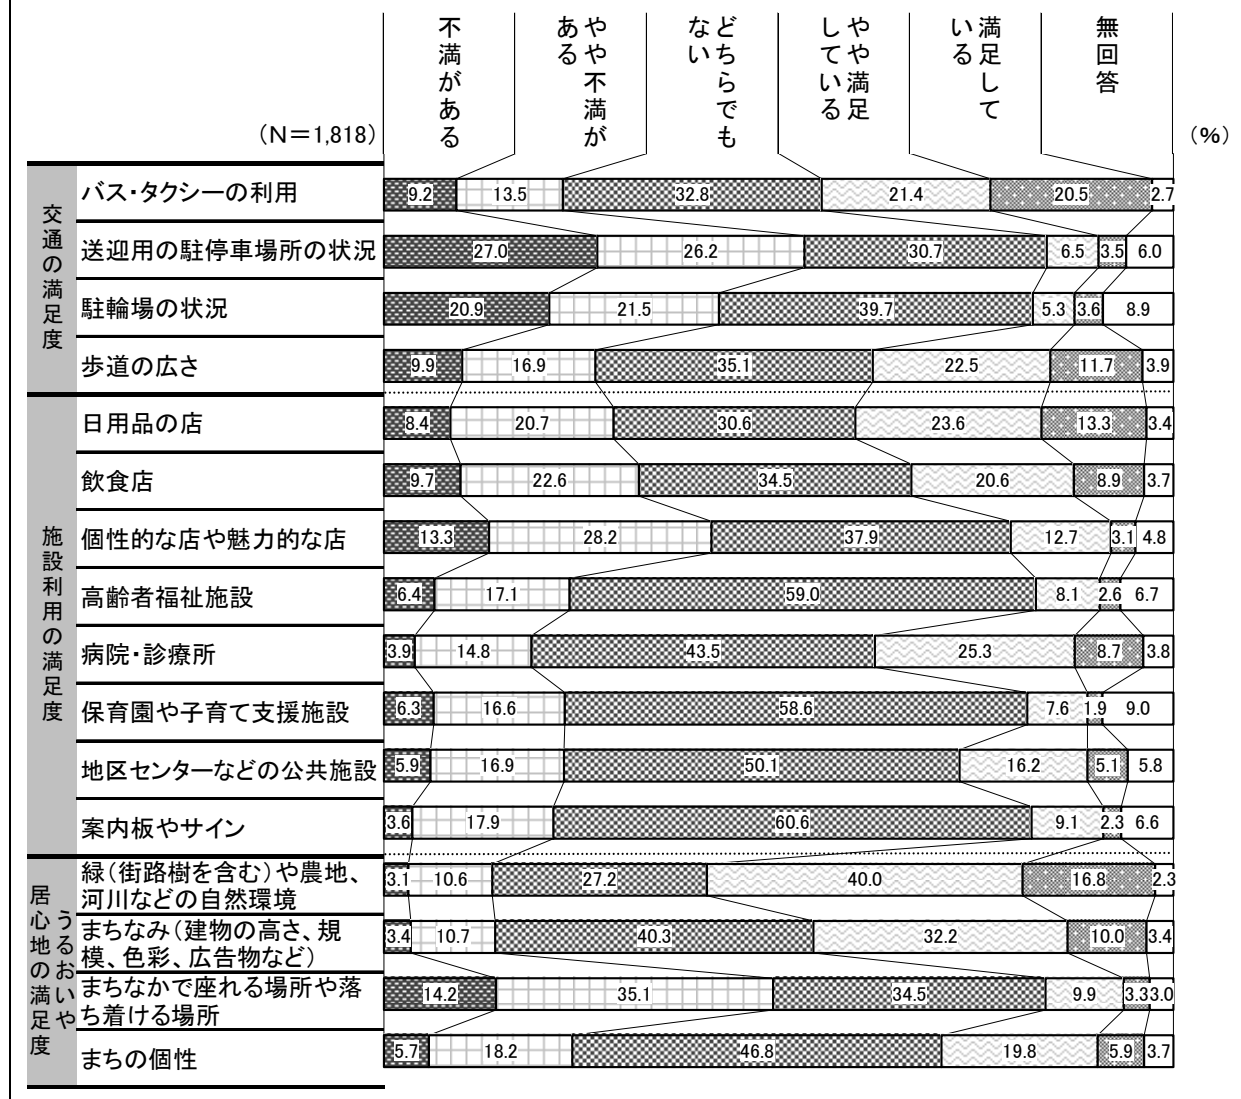 不満がある
やや不満が
ある
どちらでも
ない
やや満足
している
満足して
いる
無回答
（N＝1,818）
（%）
交通の満足度
バス・タクシーの利用
9.2 13.5 32.8 21.4 20.5 2.7
送迎用の駐停車場所の状況
27.0 26.2 30.7 6.5 3.5 6.0
駐輪場の状況
20.9 21.5 39.7 5.3 3.6 8.9
歩道の広さ
9.9 16.9 35.1 22.5 11.7 3.9
施設利用の満足度
日用品の店
8.4 20.7 30.6 23.6 13.3 3.4
飲食店
9.7 22.6 34.5 20.6 8.9 3.7
個性的な店や魅力的な店
13.3 28.2 37.9 12.7 3.1 4.8
高齢者福祉施設
6.4 17.1 59.0 8.1 2.6 6.7
病院・診療所
3.9 14.8 43.5 25.3 8.7 3.8
保育園や子育て支援施設
6.3 16.6 58.6 7.6 1.9 9.0
地区センターなどの公共施設
5.9 16.9 50.1 16.2 5.1 5.8
案内板やサイン
3.6 17.9 60.6 9.1 2.3 6.6
うるおいや
居心地の満足度
緑（街路樹を含む）や農地、
河川などの自然環境
3.1 10.6 27.2 40.0 16.8 2.3
まちなみ（建物の高さ、規
模、色彩、広告物など）
3.4 10.7 40.3 32.2 10.0 3.4
まちなかで座れる場所や落
ち着ける場所
14.2 35.1 34.5 9.9 3.3 3.0
まちの個性
5.7 18.2 46.8 19.8 5.9 3.7